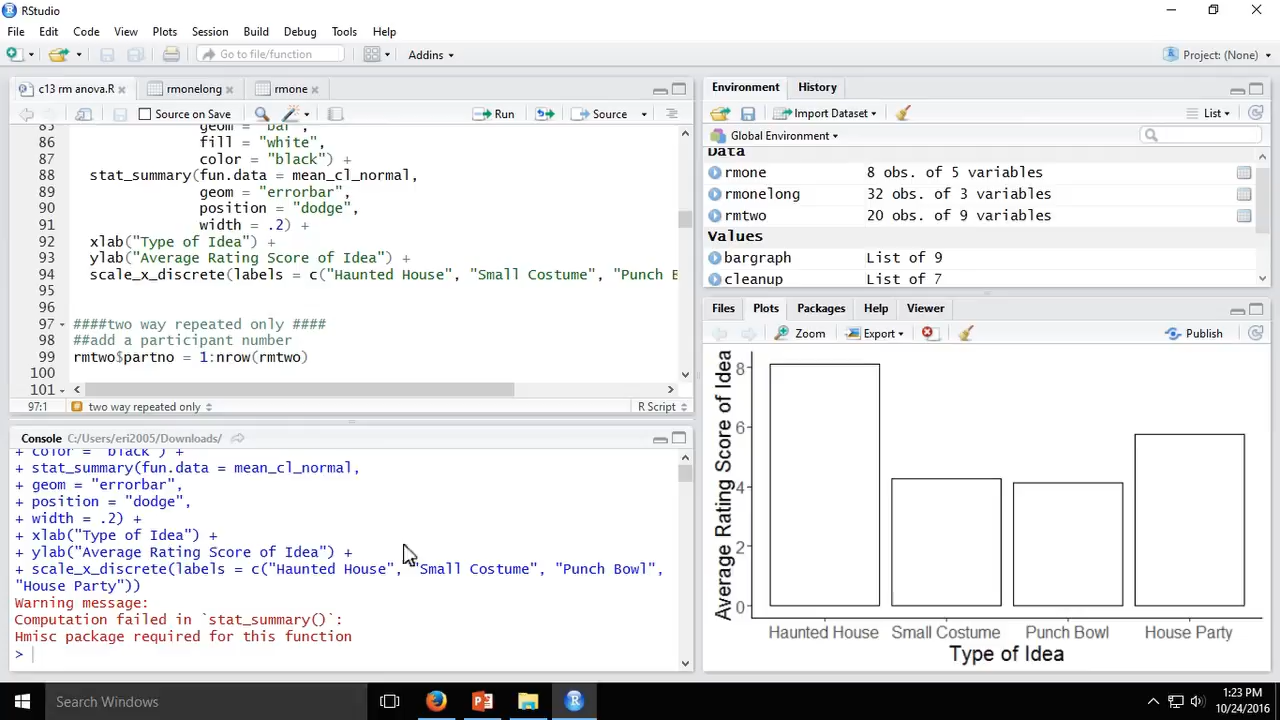 RStudio
File Edit Code View Plots Session Build Debug Tools Help
Go to file/function Addins Project: (None)
c13 rm anova.R rmonelong rmone
Source on Save Run Source
85 geom = "bar",
86 fill = "white",
87 color = "black") +
88 stat_summary(fun.data = mean_cl_normal,
89 geom = "errorbar",
90 position = "dodge",
91 width = .2) +
92 xlab("Type of Idea") +
93 ylab("Average Rating Score of Idea") +
94 scale_x_discrete(labels = c("Haunted House", "Small Costume", "Punch B
95
96
97 ####two way repeated only ####
98 ##add a participant number
99 rmtwo$partno = 1:nrow(rmtwo)
100
101
97:1 two way repeated only R Script
Console C:/Users/eri2005/Downloads/
+ color = "black") +
+ stat_summary(fun.data = mean_cl_normal,
+ geom = "errorbar",
+ position = "dodge",
+ width = .2) +
+ xlab("Type of Idea") +
+ ylab("Average Rating Score of Idea") +
+ scale_x_discrete(labels = c("Haunted House", "Small Costume", "Punch Bowl",
"House Party"))
Warning message:
Computation failed in `stat_summary()`:
Hmisc package required for this function
>
Environment History
Import Dataset List
Global Environment
Data
rmone 8 obs. of 5 variables
rmonelong 32 obs. of 3 variables
rmtwo 20 obs. of 9 variables
Values
bargraph List of 9
cleanup List of 7
Files Plots Packages Help Viewer
Zoom Export Publish
Average Rating Score of Idea
8
6
4
2
0
Haunted House Small Costume Punch Bowl House Party
Type of Idea
Search Windows
1:23 PM
10/24/2016